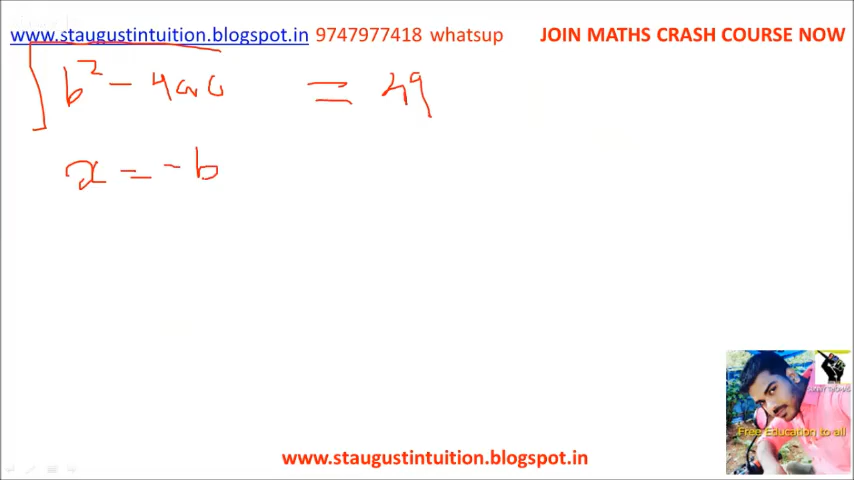 www.staugustintuition.blogspot.in 9747977418 whatsup JOIN MATHS CRASH COURSE NOW
√b² - 4ac = 49
x = -b
Free Education to all
www.staugustintuition.blogspot.in